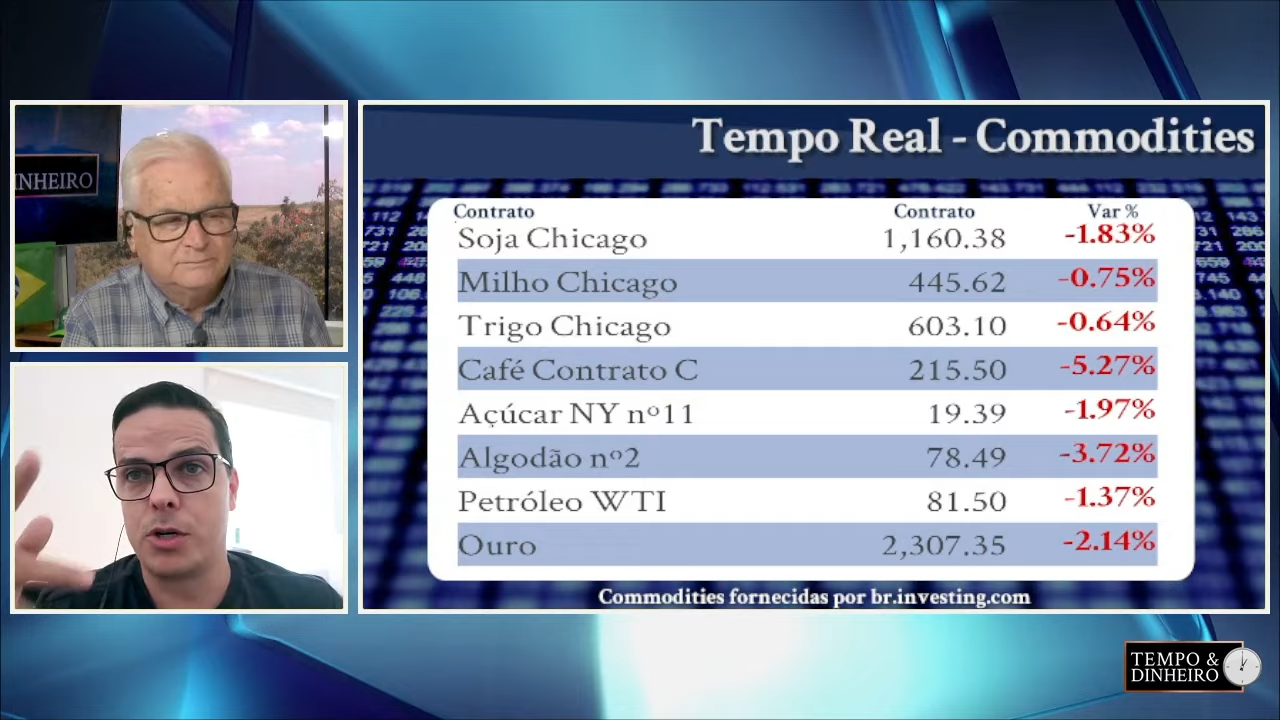 INHEIRO
Tempo Real - Commodities
Contrato Contrato Var %
Soja Chicago 1,160.38 -1.83%
Milho Chicago 445.62 -0.75%
Trigo Chicago 603.10 -0.64%
Café Contrato C 215.50 -5.27%
Açúcar NY nº11 19.39 -1.97%
Algodão nº2 78.49 -3.72%
Petróleo WTI 81.50 -1.37%
Ouro 2,307.35 -2.14%
Commodities fornecidas por br.investing.com
TEMPO &
DINHEIRO